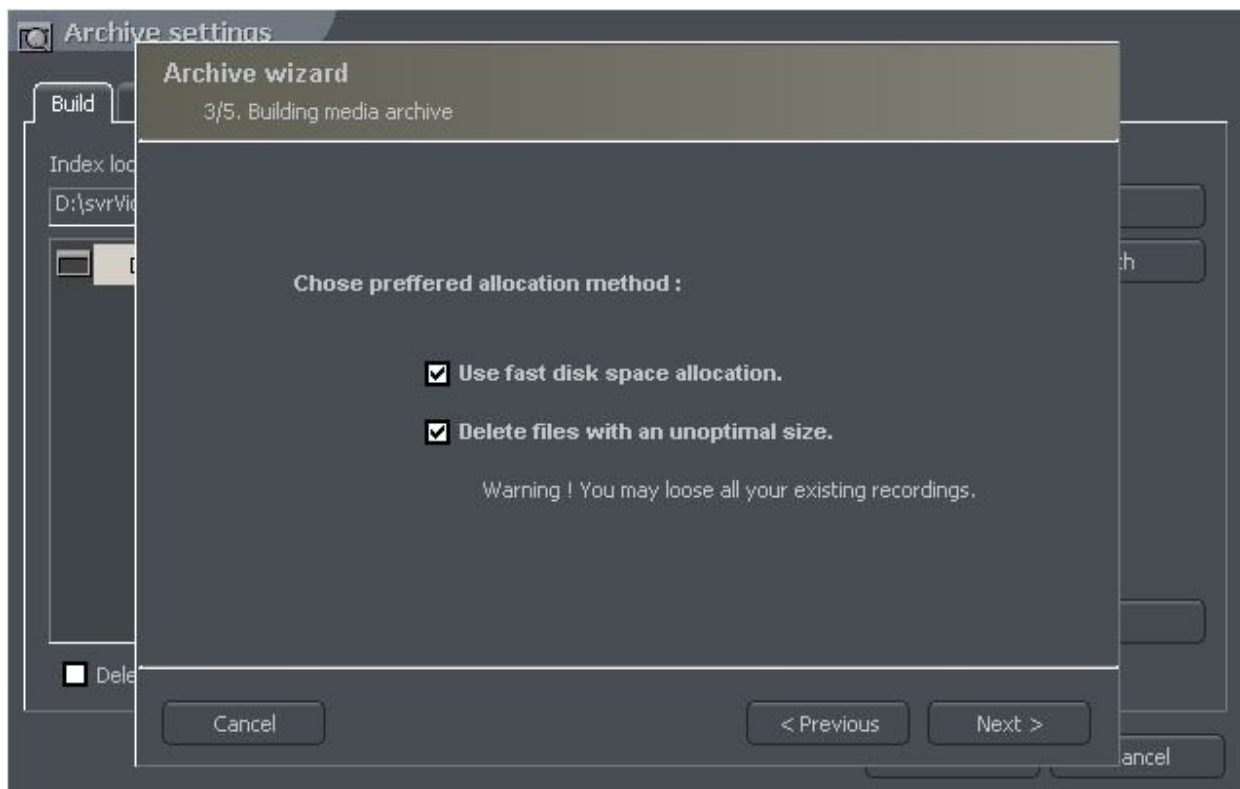 Archive settings
Archive wizard
3/5. Building media archive
Build
Index loc
D:\svrVic
Chose preffered allocation method :
Use fast disk space allocation.
Delete files with an unoptimal size.
Warning ! You may loose all your existing recordings.
Dele
Cancel
< Previous
Next >
ancel